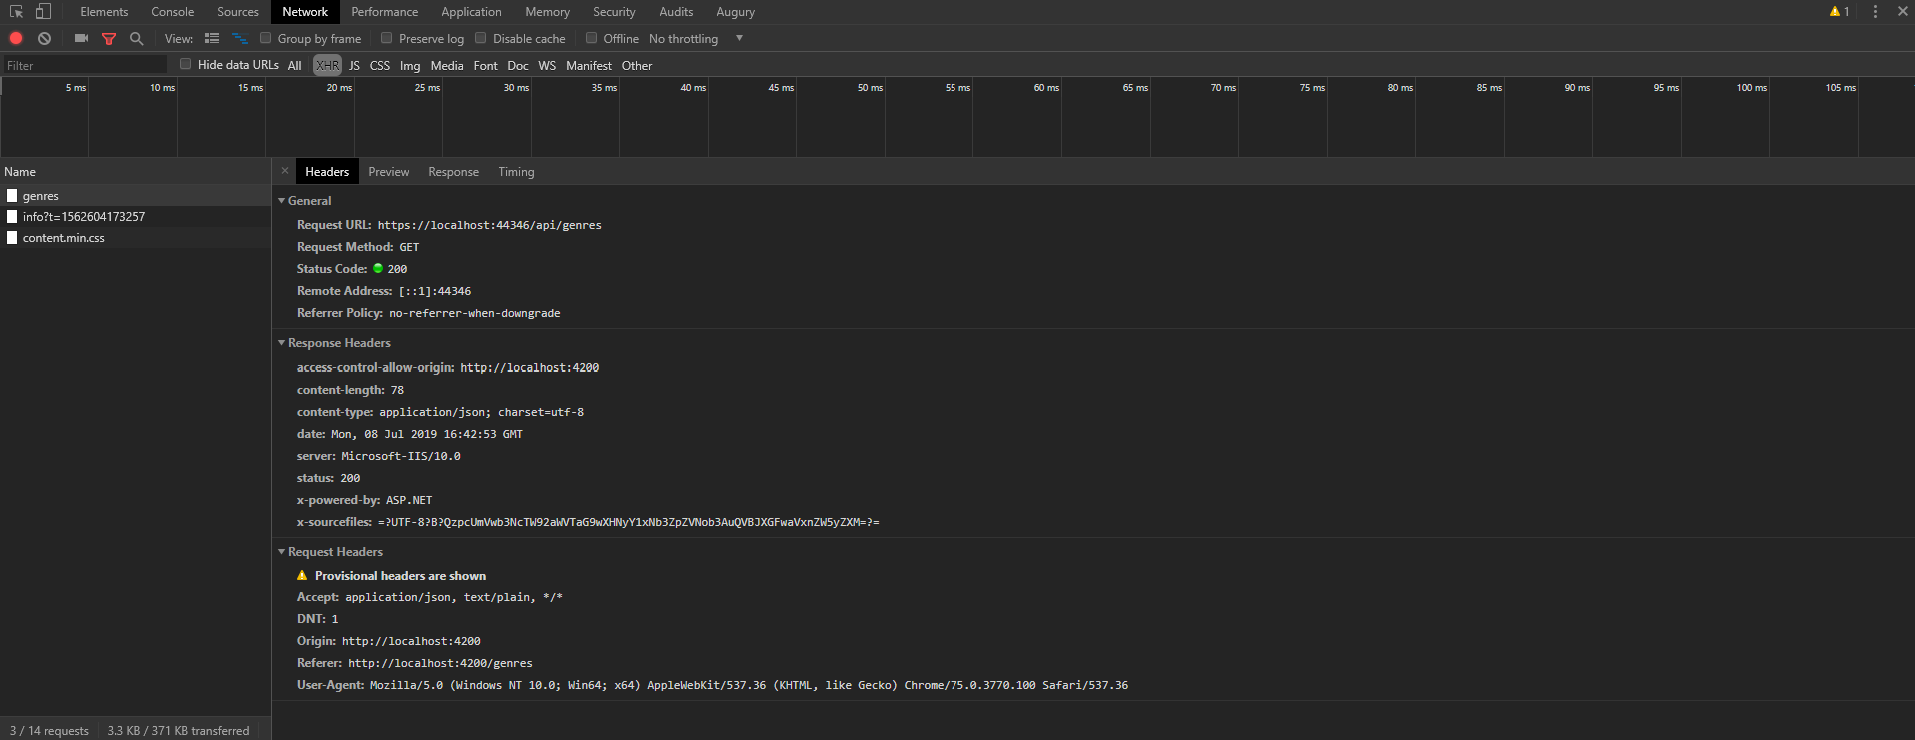 Elements Console Sources Network Performance Application Memory Security Audits Augury 1
View: Group by frame Preserve log Disable cache Offline No throttling
Filter Hide data URLs All XHR JS CSS Img Media Font Doc WS Manifest Other
5 ms 10 ms 15 ms 20 ms 25 ms 30 ms 35 ms 40 ms 45 ms 50 ms 55 ms 60 ms 65 ms 70 ms 75 ms 80 ms 85 ms 90 ms 95 ms 100 ms 105 ms
Name
genres
info?t=1562604173257
content.min.css
Headers Preview Response Timing
General
Request URL: https://localhost:44346/api/genres
Request Method: GET
Status Code: 200
Remote Address: [::1]:44346
Referrer Policy: no-referrer-when-downgrade
Response Headers
access-control-allow-origin: http://localhost:4200
content-length: 78
content-type: application/json; charset=utf-8
date: Mon, 08 Jul 2019 16:42:53 GMT
server: Microsoft-IIS/10.0
status: 200
x-powered-by: ASP.NET
x-sourcefiles: =?UTF-8?B?QzpcUmVwb3NcTW92aWVTaG9wXHNyY1xNb3ZpZVNob3AuQVBJXGFwaVxnZW5yZXM=?=
Request Headers
Provisional headers are shown
Accept: application/json, text/plain, */*
DNT: 1
Origin: http://localhost:4200
Referer: http://localhost:4200/genres
User-Agent: Mozilla/5.0 (Windows NT 10.0; Win64; x64) AppleWebKit/537.36 (KHTML, like Gecko) Chrome/75.0.3770.100 Safari/537.36
3 / 14 requests 3.3 KB / 371 KB transferred